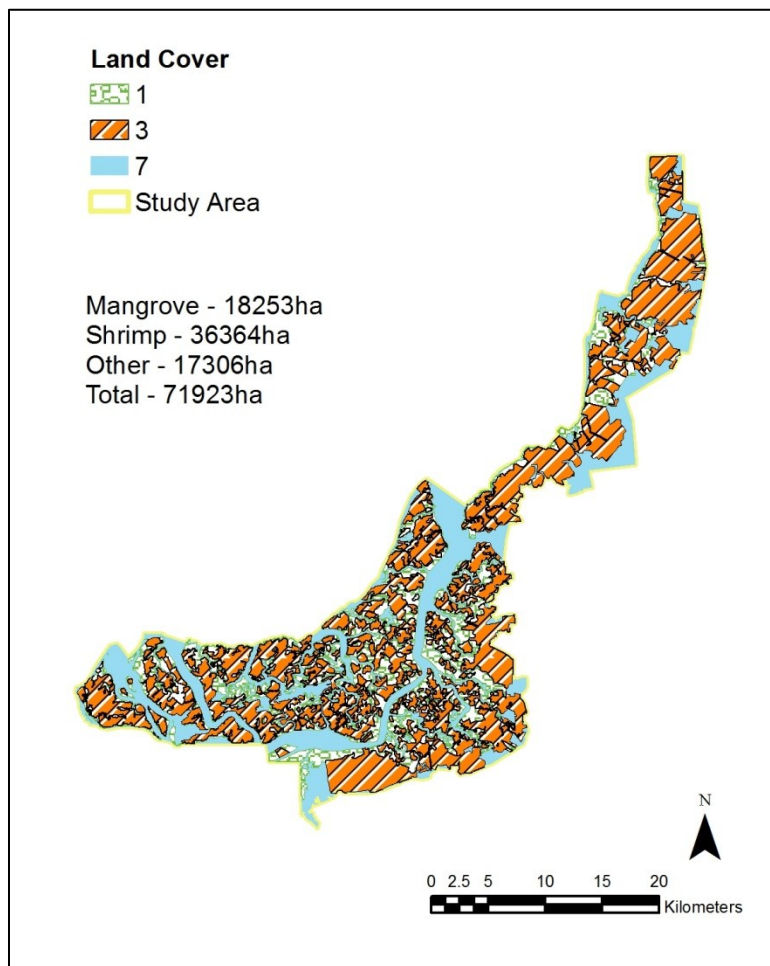 Land Cover
1
3
7
Study Area
Mangrove - 18253ha
Shrimp - 36364ha
Other - 17306ha
Total - 71923ha
N
0 2.5 5 10 15 20
Kilometers